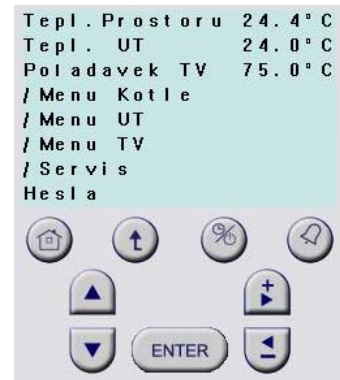 Tepl.Prostoru 24.4°C
Tepl. UT 24.0°C
Poladavek TV 75.0°C
/Menu Kotle
/Menu UT
/Menu TV
/Servis
Hesla
ENTER